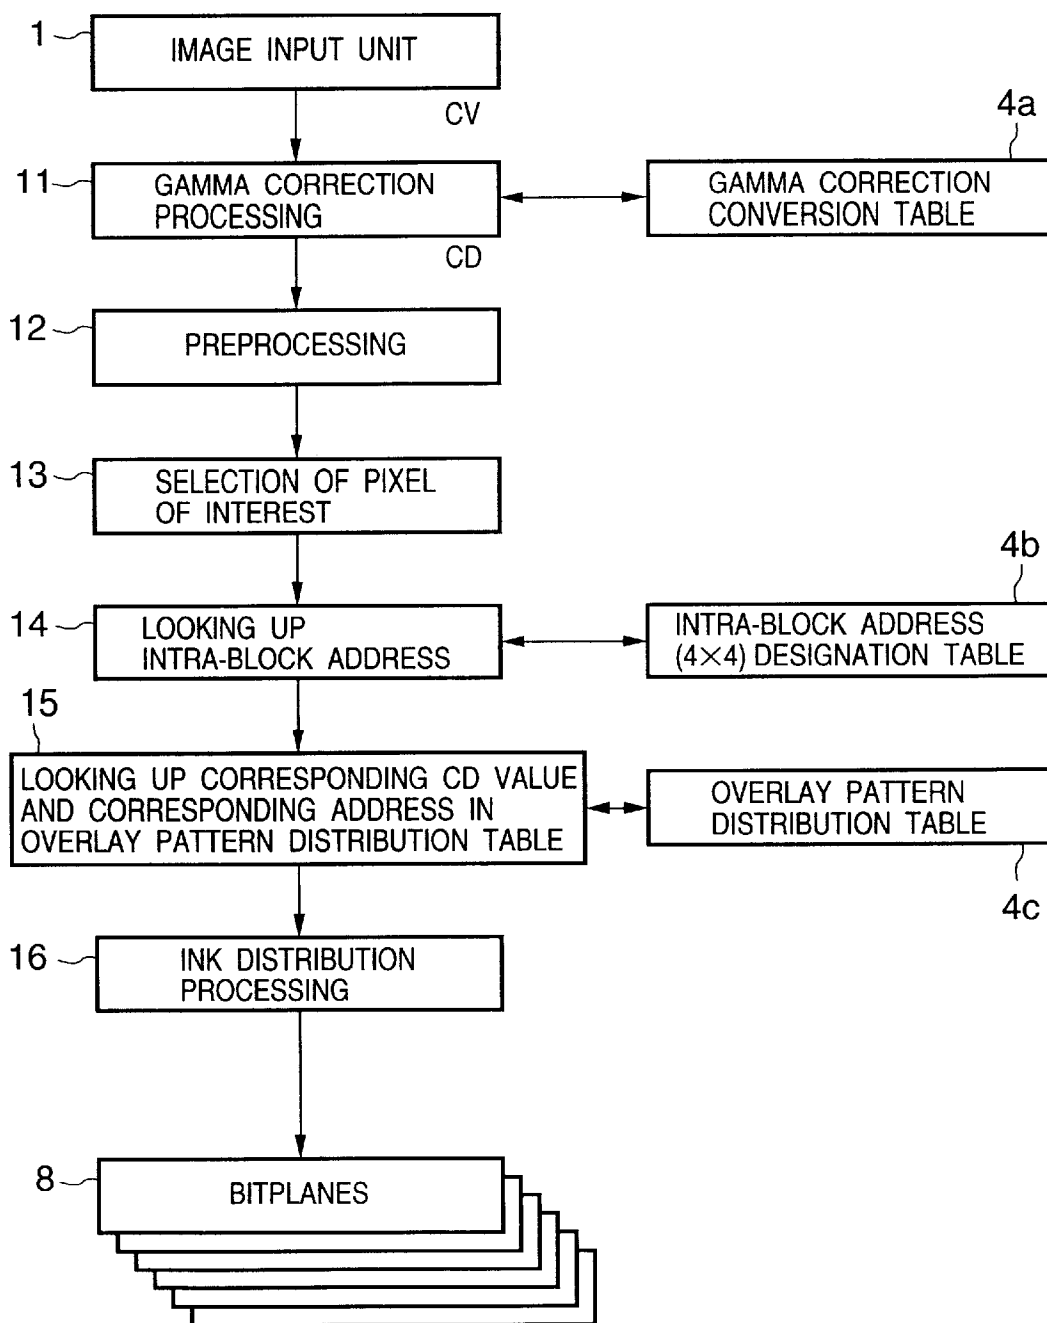 1
IMAGE INPUT UNIT
CV
4a
11
GAMMA CORRECTION
PROCESSING
GAMMA CORRECTION
CONVERSION TABLE
CD
12
PREPROCESSING
13
SELECTION OF PIXEL
OF INTEREST
4b
14
LOOKING UP
INTRA-BLOCK ADDRESS
INTRA-BLOCK ADDRESS
(4×4) DESIGNATION TABLE
15
LOOKING UP CORRESPONDING CD VALUE
AND CORRESPONDING ADDRESS IN
OVERLAY PATTERN DISTRIBUTION TABLE
OVERLAY PATTERN
DISTRIBUTION TABLE
4c
16
INK DISTRIBUTION
PROCESSING
8
BITPLANES